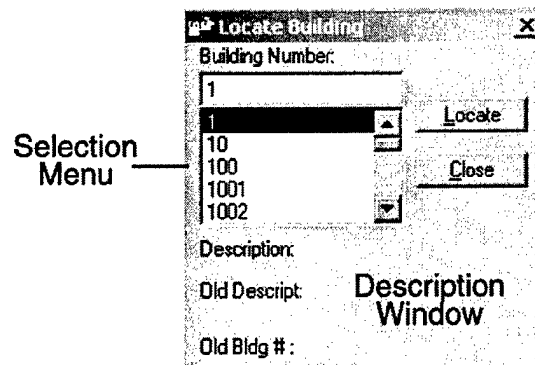 Locate Building
Building Number:
1
1
10
100
1001
1002
Locate
Close
Selection
Menu
Description:
Old Descript:
Old Bldg # :
Description
Window